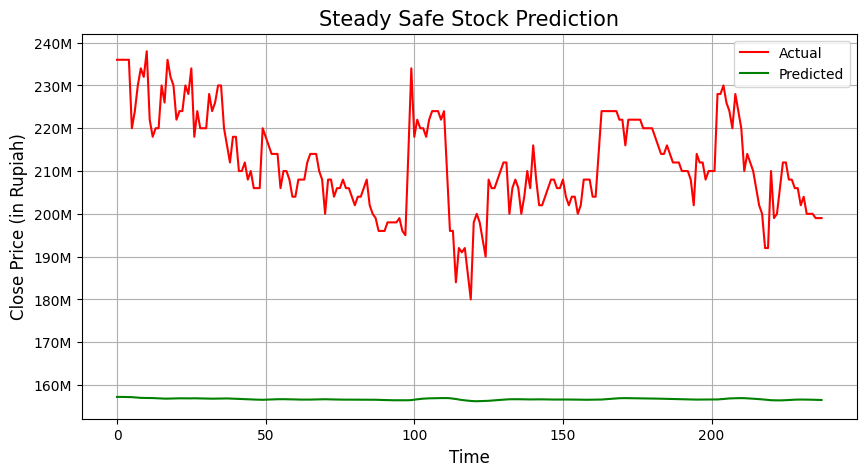 Steady Safe Stock Prediction
Actual
Predicted
Close Price (in Rupiah)
240M
230M
220M
210M
200M
190M
180M
170M
160M
0
50
100
150
200
Time